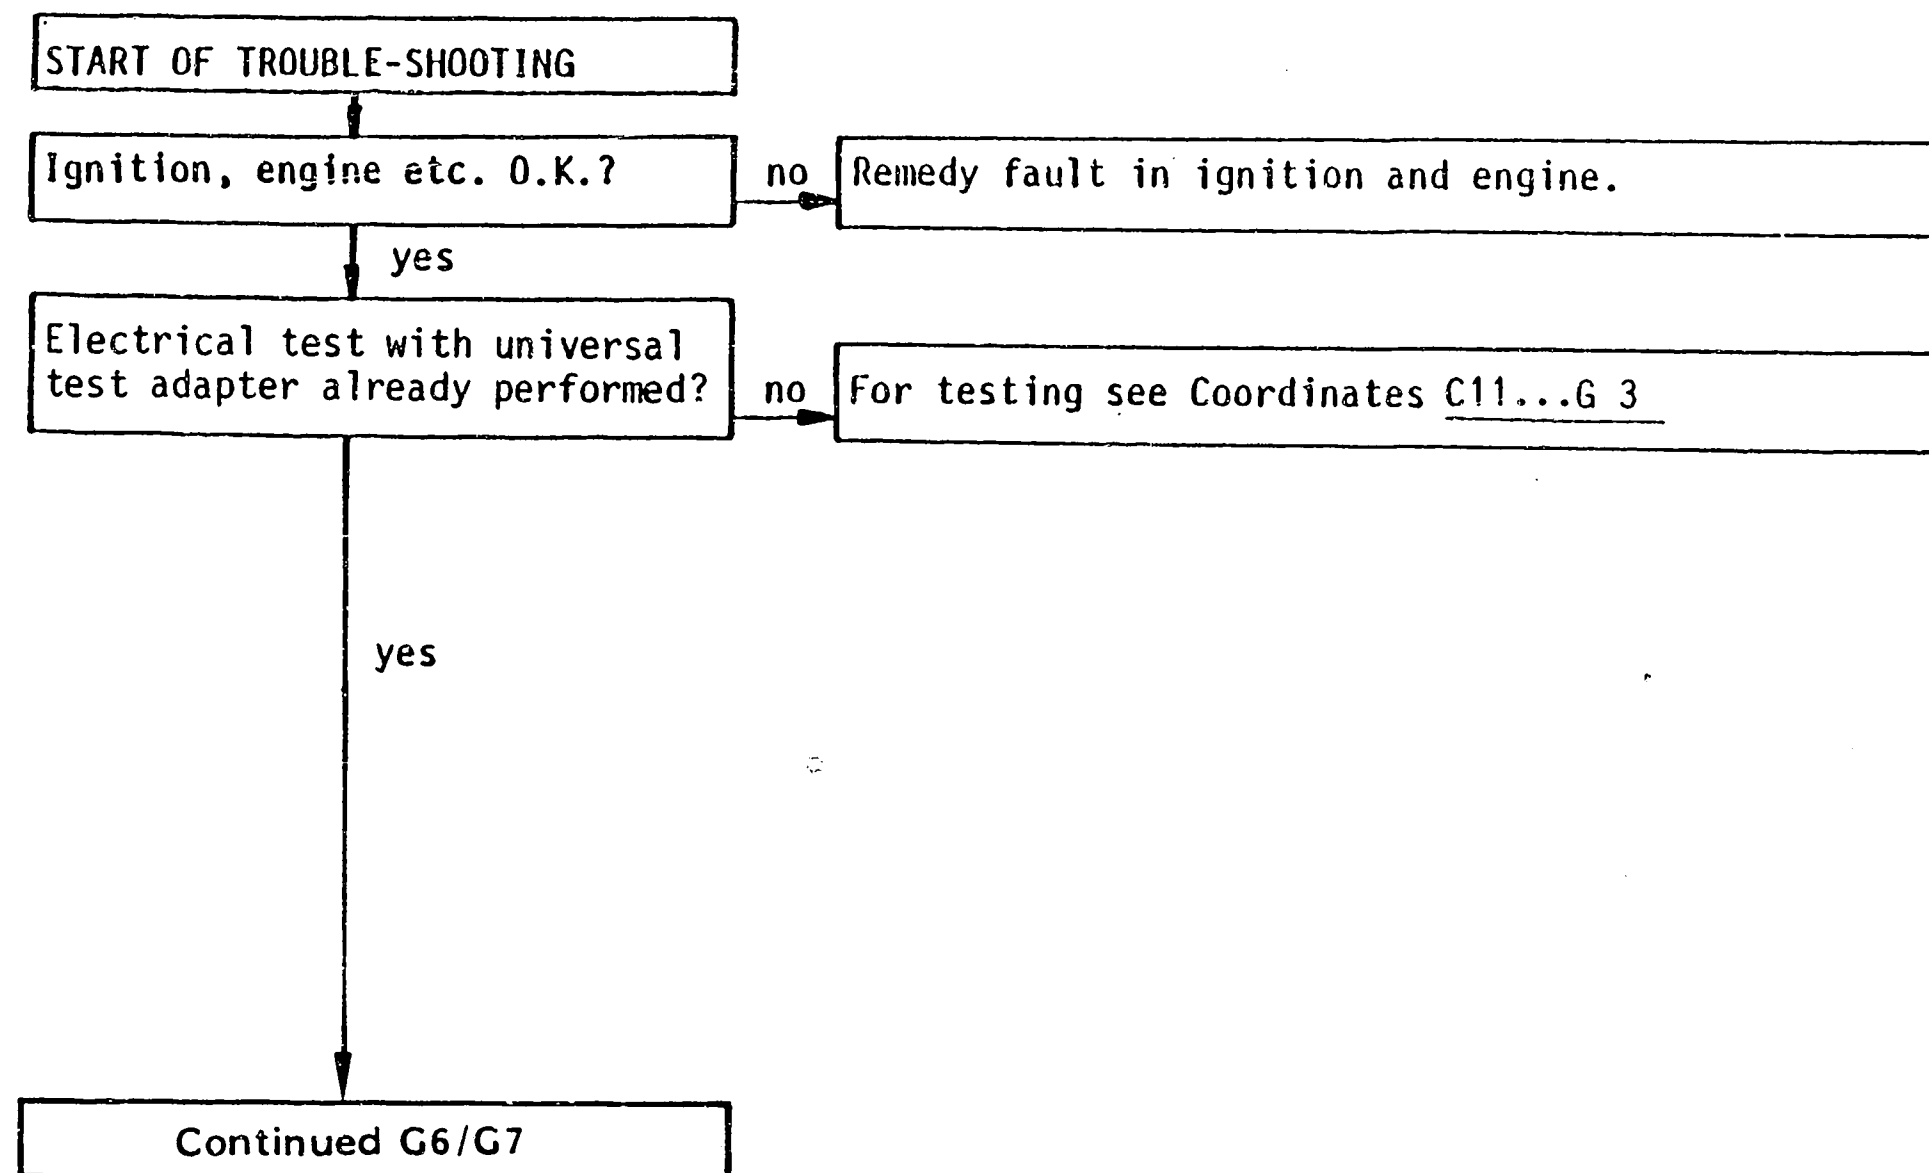 START OF TROUBLE-SHOOTING
Ignition, engine etc. O.K.?
no
Remedy fault in ignition and engine.
yes
Electrical test with universal
test adapter already performed?
no
For testing see Coordinates C11...G 3
yes
Continued G6/G7